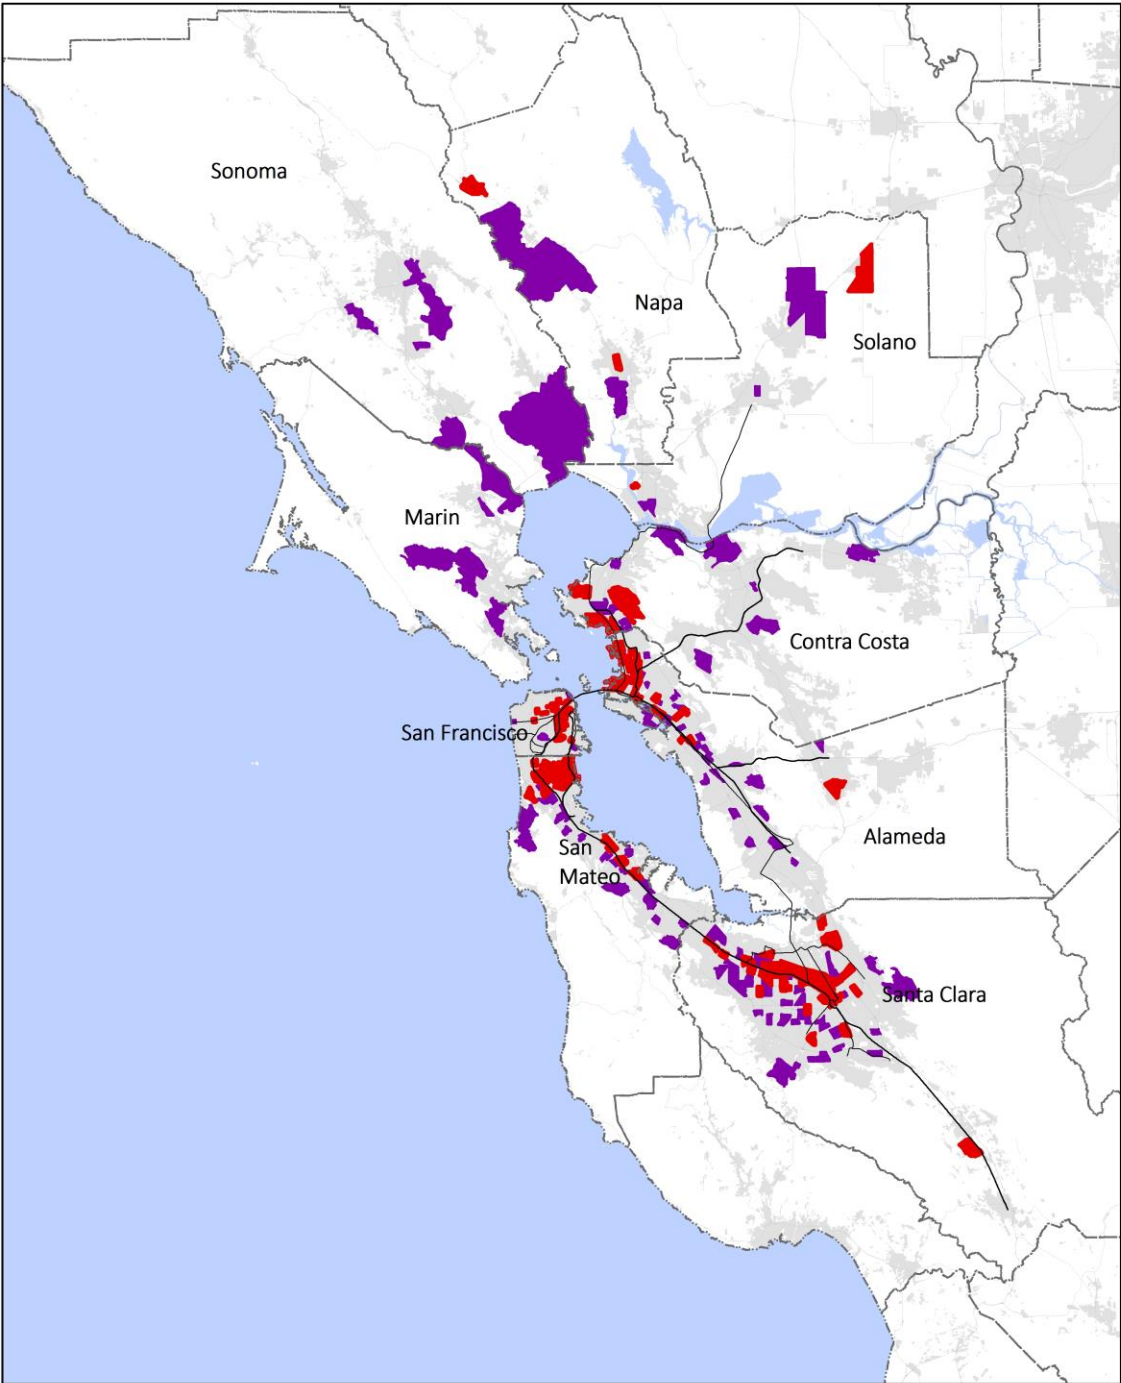 Sonoma
Napa
Solano
Marin
Contra Costa
San Francisco
Alameda
San
Mateo
Santa Clara